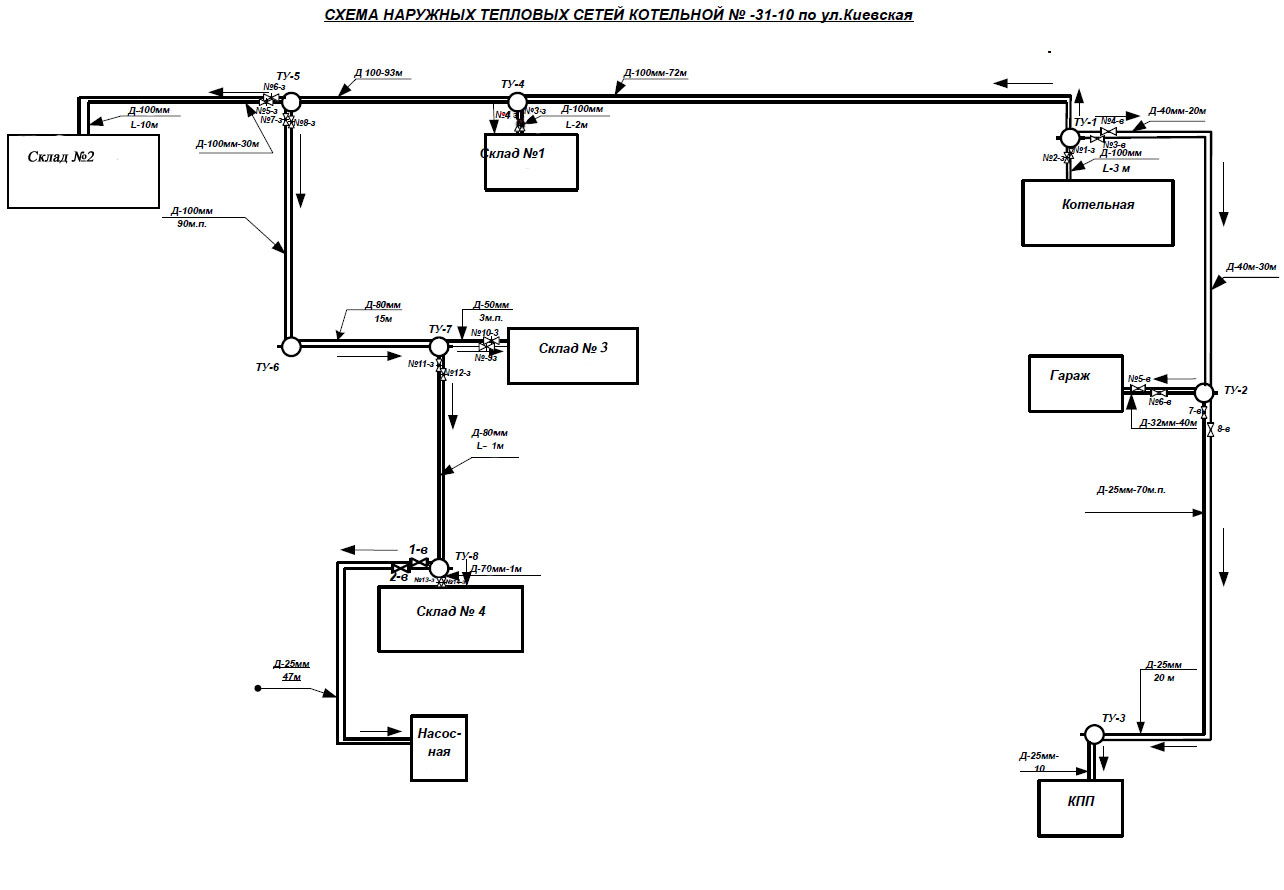 СХЕМА НАРУЖНЫХ ТЕПЛОВЫХ СЕТЕЙ КОТЕЛЬНОЙ № -31-10 по ул.Киевская
ТУ-5
Д 100-93м
ТУ-4
Д-100мм-72м
№6-з
№5-з
№7-з
№8-з
Д-100мм
L-10м
Д-100мм-30м
Склад №2
№4
№3-з
Д-100мм
L-2м
Склад №1
ТУ-1
№4-в
№3-в
Д-40мм-20м
№2-з
№1-з
Д-100мм
L-3 м
Котельная
Д-100мм
90м.п.
Д-40м-30м
Д-80мм
15м
ТУ-6
ТУ-7
Д-50мм
3м.п.
№10-З
№-9з
Склад № 3
№11-з
№12-з
Гараж
№5-в
№6-в
ТУ-2
7-в
8-в
Д-32мм-40м
Д-80мм
L- 1м
Д-25мм-70м.п.
1-в
2-в
ТУ-8
Д-70мм-1м
№13-з
№14-з
Склад № 4
Д-25мм
47м
Насос-
ная
Д-25мм
20 м
ТУ-3
Д-25мм-
10
КПП